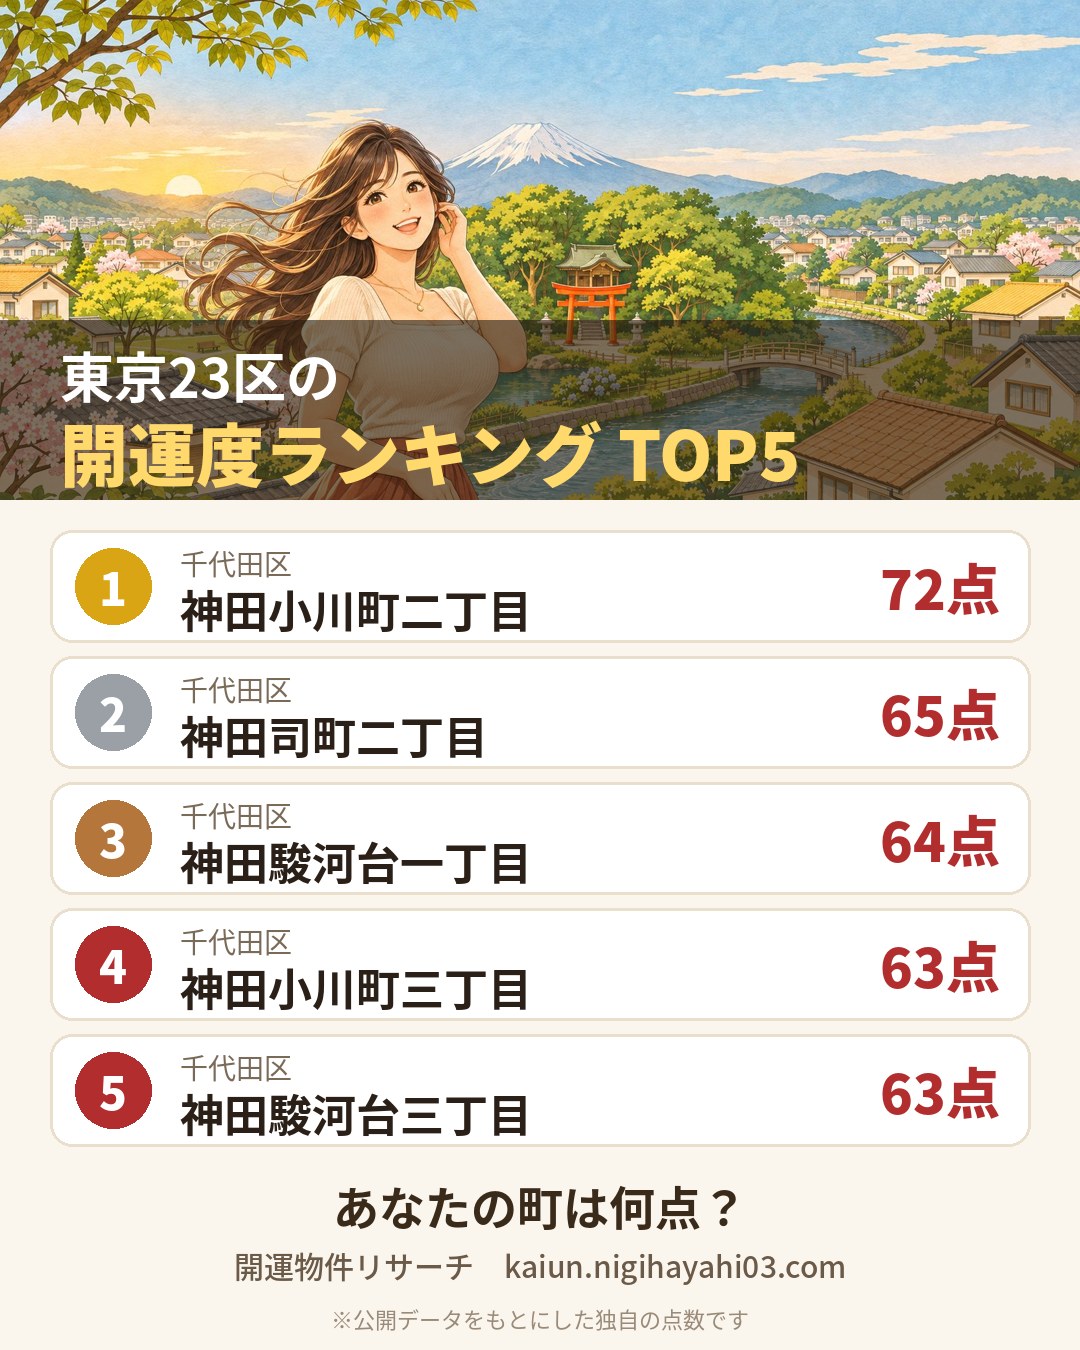 東京23区の
開運度ランキング TOP5
1
千代田区
神田小川町二丁目
72点
2
千代田区
神田司町二丁目
65点
3
千代田区
神田駿河台一丁目
64点
4
千代田区
神田小川町三丁目
63点
5
千代田区
神田駿河台三丁目
63点
あなたの町は何点？
開運物件リサーチ　kaiun.nigihayahi03.com
※公開データをもとにした独自の点数です